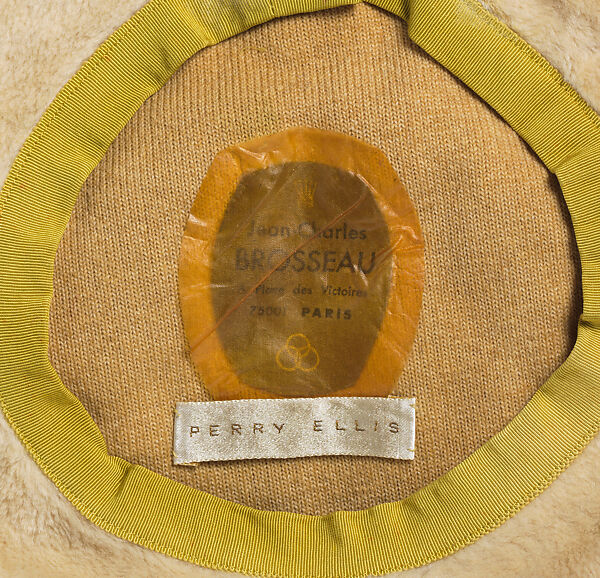 Jean-Charles
BROSSEAU
Place des Victoires
75001 PARIS
PERRY ELLIS